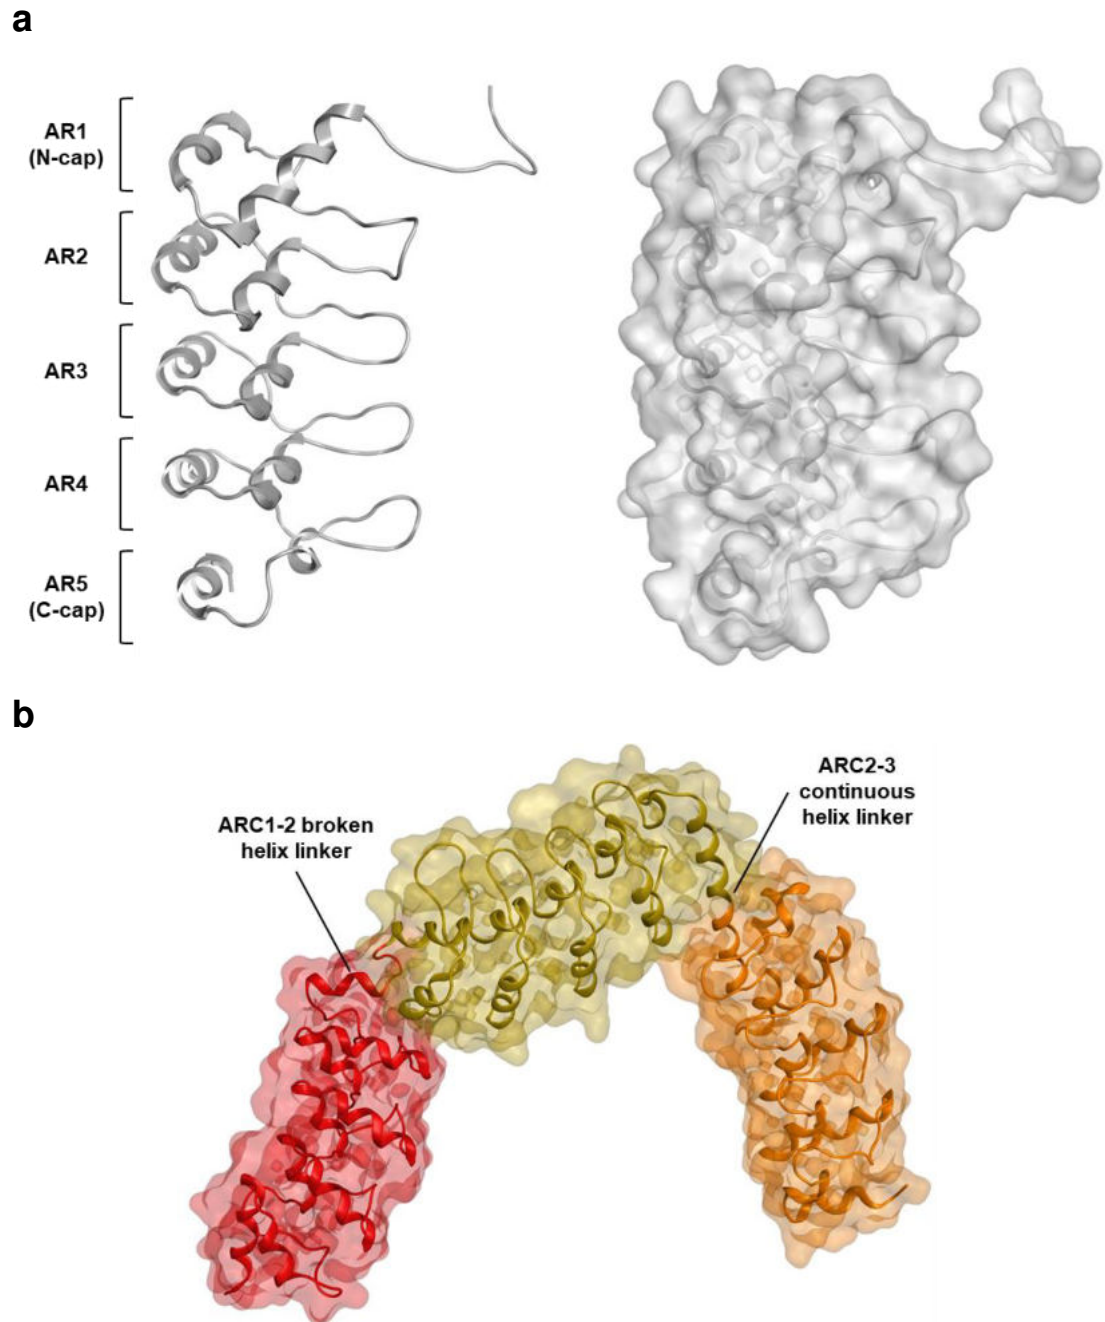 a
AR1
(N-cap)
AR2
AR3
AR4
AR5
(C-cap)
b
ARC1-2 broken
helix linker
ARC2-3
continuous
helix linker